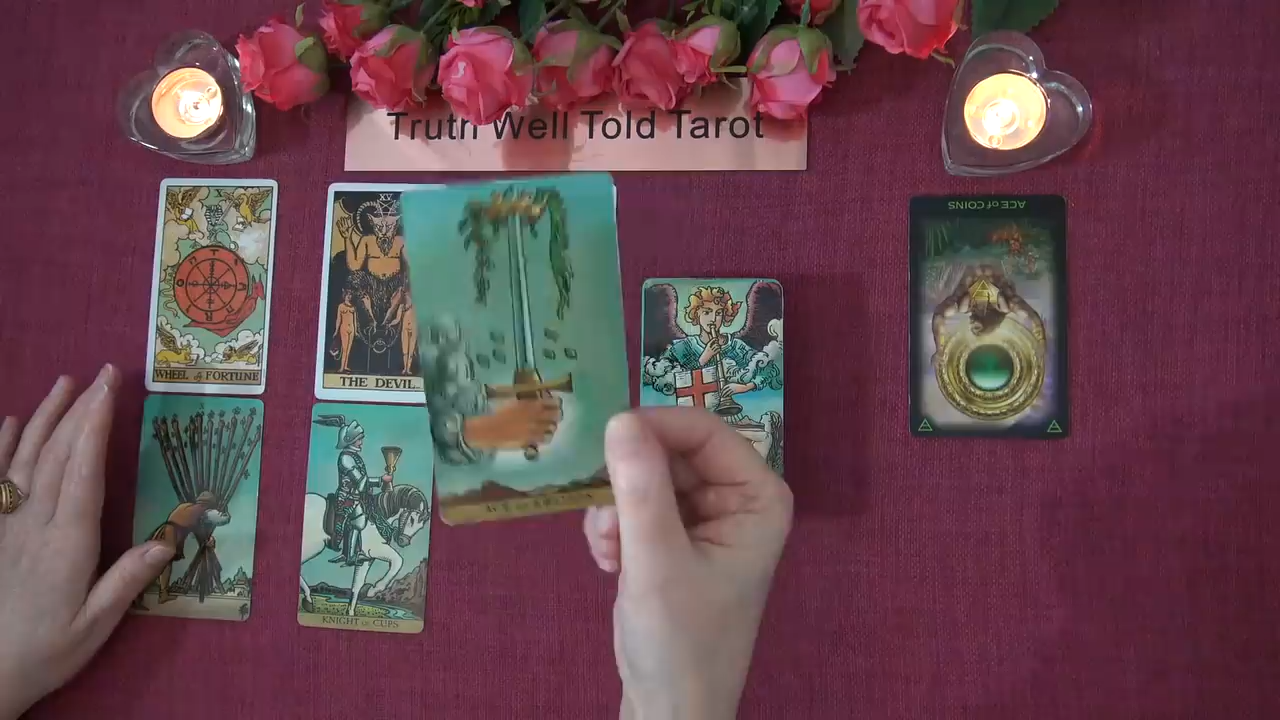 Truth Well Told Tarot
X
XV
ACE of COINS
WHEEL of FORTUNE
THE DEVIL.
KNIGHT of CUPS